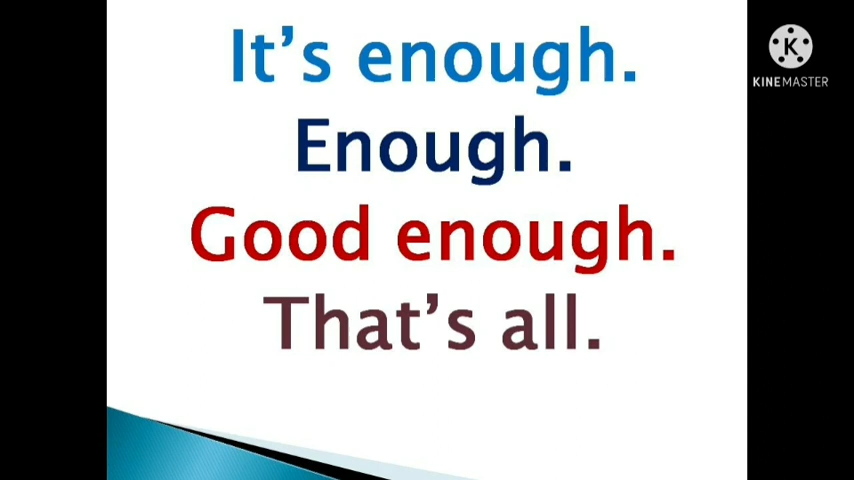 It's enough.
Enough.
Good enough.
That's all.
K
KINEMASTER